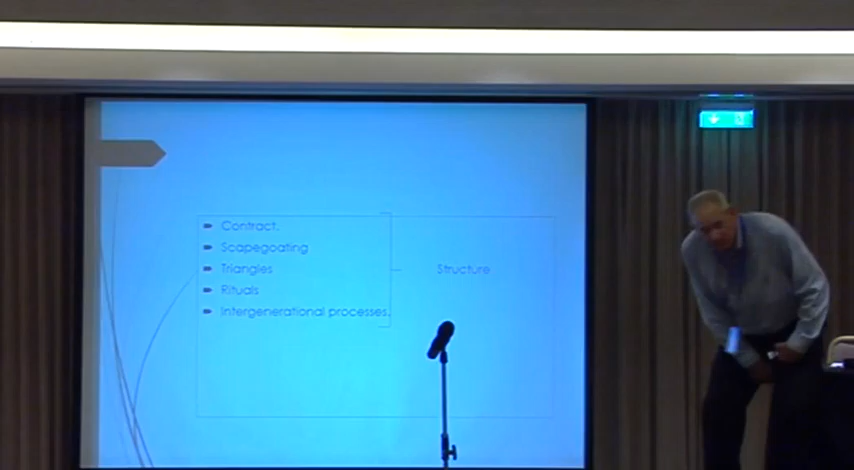 Contract.
Scapegoating
Triangles
Structure
Rituals
Intergenerational processes.